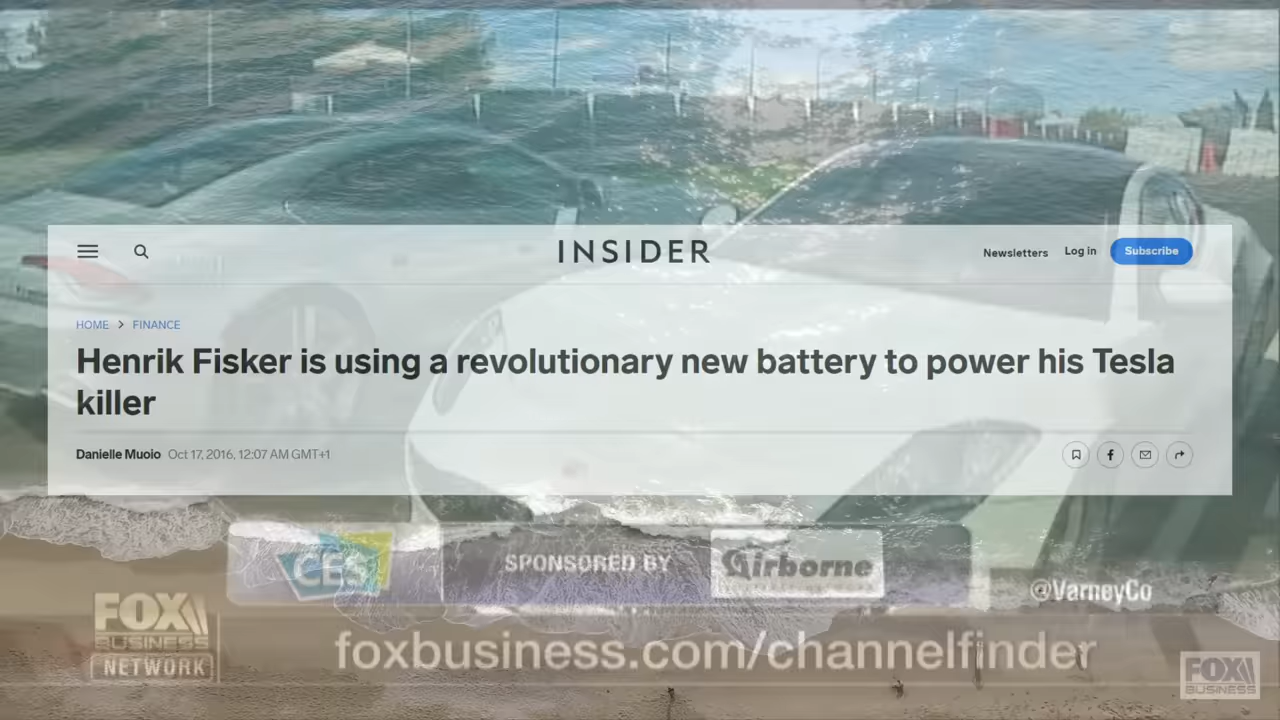 INSIDER
Newsletters Log in Subscribe
HOME > FINANCE
Henrik Fisker is using a revolutionary new battery to power his Tesla
killer
Danielle Muoio Oct 17, 2016, 12:07 AM GMT+1
CES SPONSORED BY Airborne
@VarneyCo
FOX
BUSINESS
NETWORK
foxbusiness.com/channelfinder
FOX
BUSINESS